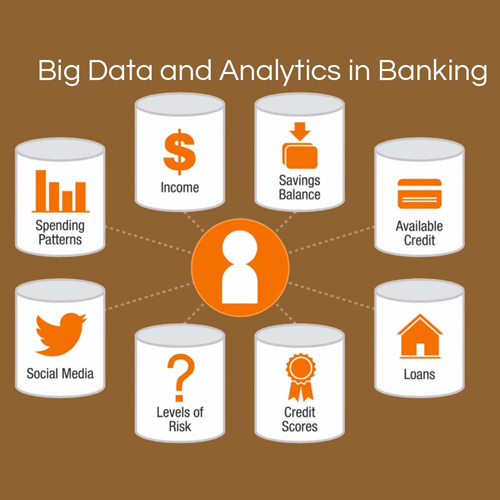 Big Data and Analytics in Banking
$
Income
Savings
Balance
Spending
Patterns
Available
Credit
Social Media
?
Levels of
Risk
Credit
Scores
Loans